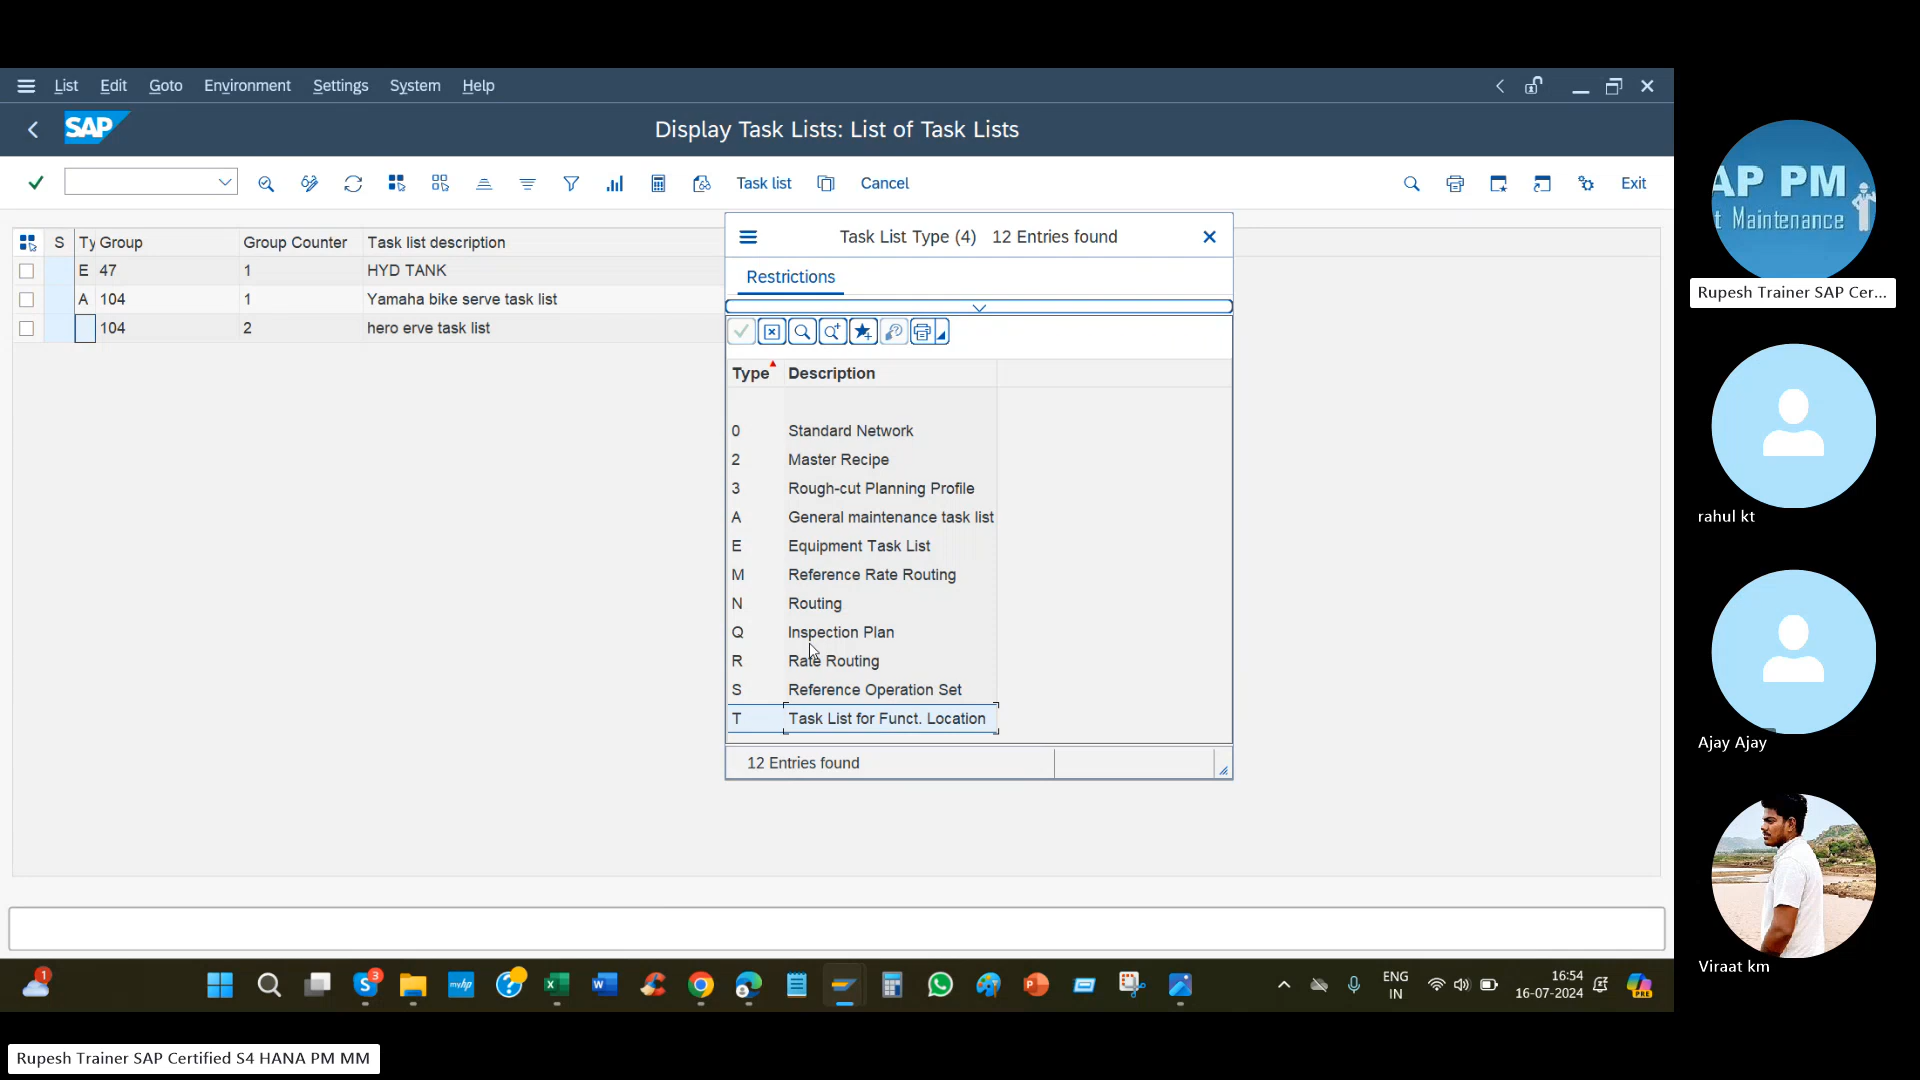 List Edit Goto Environment Settings System Help
SAP
Display Task Lists: List of Task Lists
Task list Cancel Exit
S Ty Group Group Counter Task list description
E 47 1 HYD TANK
A 104 1 Yamaha bike serve task list
104 2 hero erve task list
Task List Type (4) 12 Entries found
Restrictions
Type Description
0 Standard Network
2 Master Recipe
3 Rough-cut Planning Profile
A General maintenance task list
E Equipment Task List
M Reference Rate Routing
N Routing
Q Inspection Plan
R Rate Routing
S Reference Operation Set
T Task List for Funct. Location
12 Entries found
AP PM
t Maintenance
Rupesh Trainer SAP Cer...
rahul kt
Ajay Ajay
Viraat km
1
3
myhp
ENG
IN
16:54
16-07-2024
PRE
Rupesh Trainer SAP Certified S4 HANA PM MM